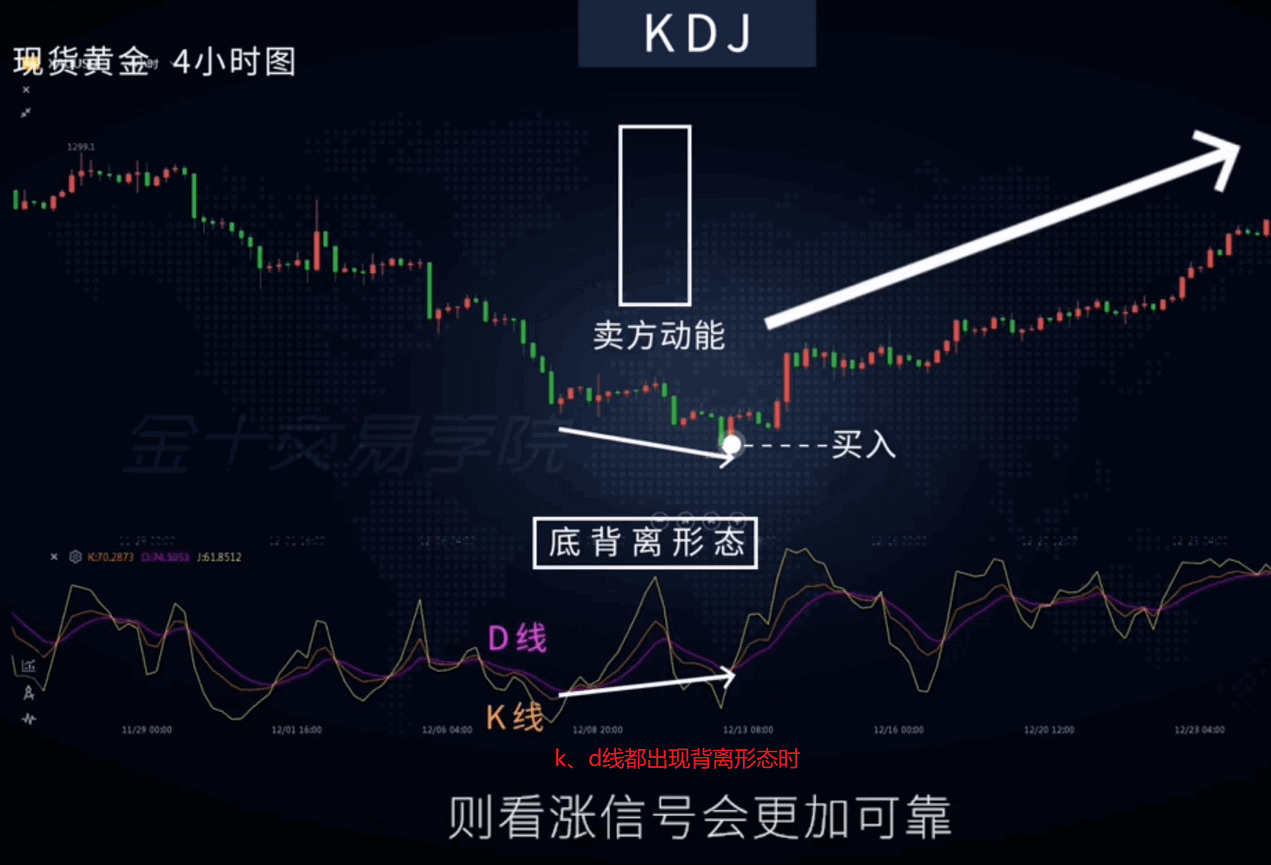 KDJ
现货黄金 4小时图
1299.1
卖方动能
买入
金十交易学院
底背离形态
K:70.2873 D:74.5053 J:61.8512
D线
K线
11/29 00:00 12/01 16:00 12/06 04:00 12/08 20:00 12/13 08:00 12/16 00:00 12/20 12:00 12/23 04:00
k、d线都出现背离形态时
则看涨信号会更加可靠